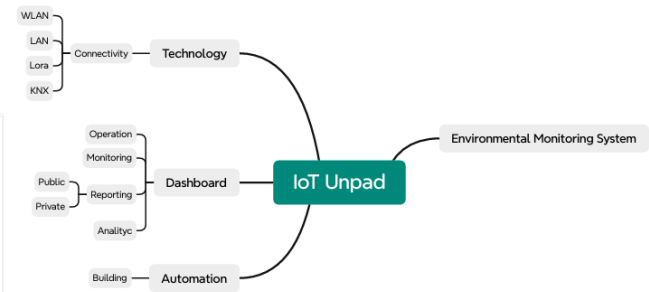 WLAN
LAN
Lora
KNX
Connectivity
Technology
Operation
Monitoring
Public
Private
Reporting
Analityc
Dashboard
Building
Automation
IoT Unpad
Environmental Monitoring System